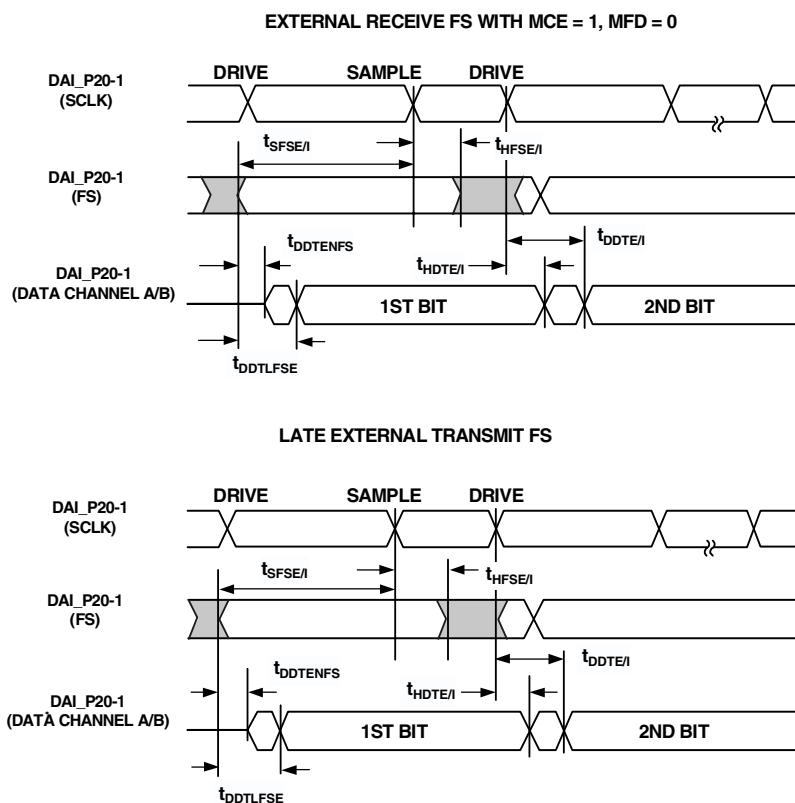 EXTERNAL RECEIVE FS WITH MCE = 1, MFD = 0
DRIVE SAMPLE DRIVE
DAI_P20-1
(SCLK)
tSFSE/I tHFSE/I
DAI_P20-1
(FS)
tDDTENFS tHDTE/I tDDTE/I
DAI_P20-1
(DATA CHANNEL A/B)
1ST BIT 2ND BIT
tDDTLFSE
LATE EXTERNAL TRANSMIT FS
DRIVE SAMPLE DRIVE
DAI_P20-1
(SCLK)
tSFSE/I tHFSE/I
DAI_P20-1
(FS)
tDDTENFS tHDTE/I tDDTE/I
DAI_P20-1
(DATA CHANNEL A/B)
1ST BIT 2ND BIT
tDDTLFSE